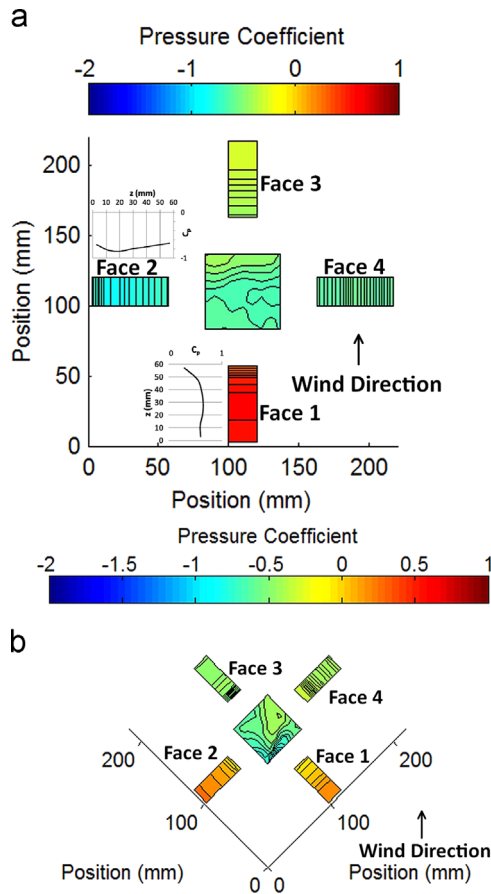 a
Pressure Coefficient
-2 -1 0 1
200
150
100
50
0
Position (mm)
Face 3
z (mm)
0 10 20 30 40 50 60
0
Cp
-1
Face 2
Face 4
Wind Direction
0 Cp 1
60
50
40
30
20
10
0
z (mm)
Face 1
0 50 100 150 200
Position (mm)
Pressure Coefficient
-2 -1.5 -1 -0.5 0 0.5 1
b
Face 3
Face 4
Face 2
Face 1
200 200
100 100
Wind Direction
Position (mm) 0 0 Position (mm)